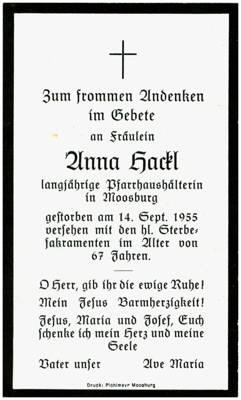 Zum frommen Andenken
im Gebete
an Fräulein
Anna Hackl
langjährige Pfarrhaushälterin
in Moosburg
gestorben am 14. Sept. 1955
versehen mit den hl. Sterbe-
sakramenten im Alter von
67 Jahren.
O Herr, gib ihr die ewige Ruhe!
Mein Jesus Barmherzigkeit!
Jesus, Maria und Josef, Euch
schenke ich mein Herz und meine
Seele
Vater unser Ave Maria
Druck: Pichlmayr Moosburg